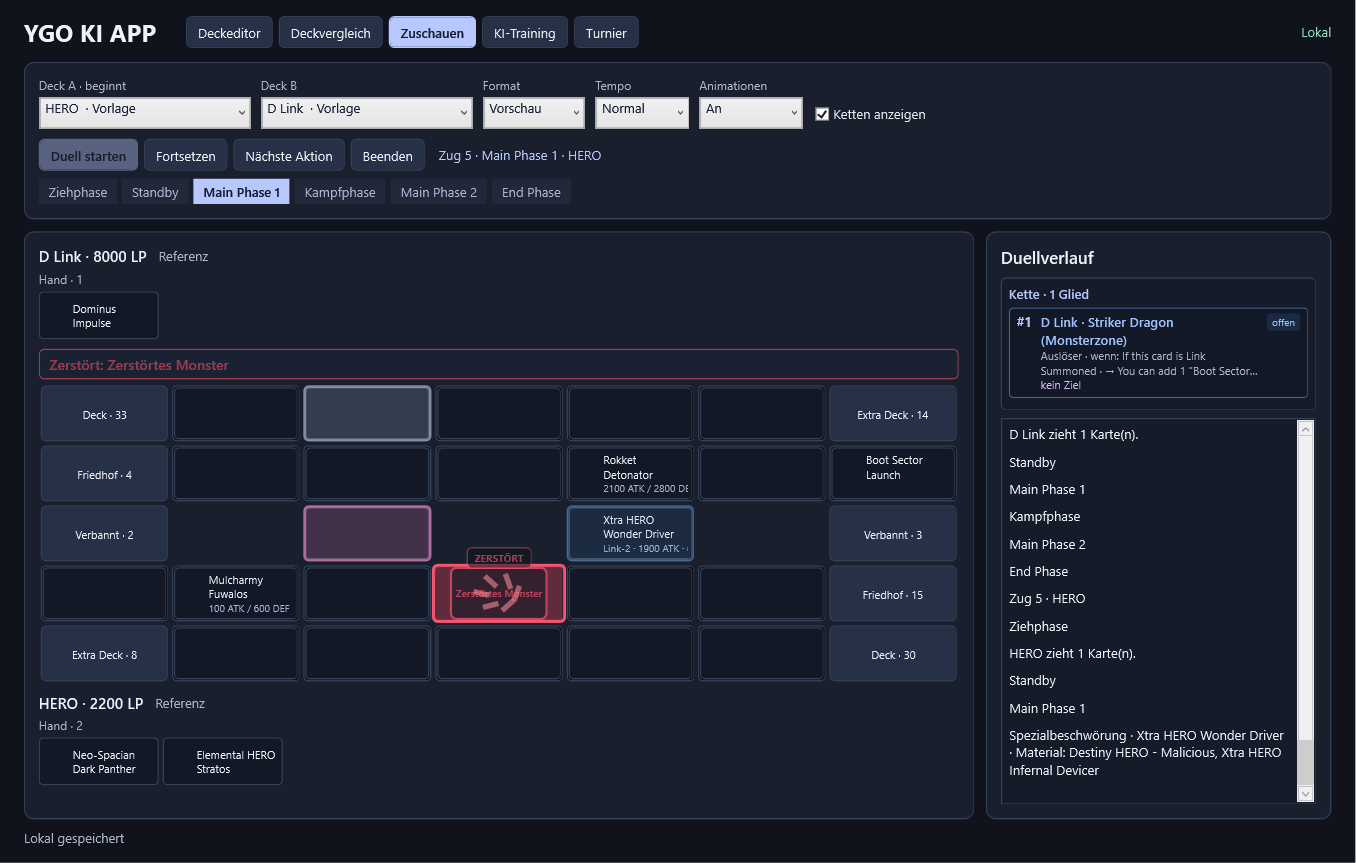 YGO KI APP
Deckeditor
Deckvergleich
Zuschauen
KI-Training
Turnier
Lokal
Deck A · beginnt
Deck B
Format
Tempo
Animationen
HERO · Vorlage
D Link · Vorlage
Vorschau
Normal
An
Ketten anzeigen
Duell starten
Fortsetzen
Nächste Aktion
Beenden
Zug 5 · Main Phase 1 · HERO
Ziehphase
Standby
Main Phase 1
Kampfphase
Main Phase 2
End Phase
D Link · 8000 LP
Referenz
Hand · 1
Dominus
Impulse
Zerstört: Zerstörtes Monster
Deck · 33
Extra Deck · 14
Friedhof · 4
Rokket
Detonator
2100 ATK / 2800 DE
Boot Sector
Launch
Verbannt · 2
Xtra HERO
Wonder Driver
Link-2 · 1900 ATK ·
Verbannt · 3
ZERSTÖRT
Mulcharmy
Fuwalos
100 ATK / 600 DEF
Zerstörtes Monster
Friedhof · 15
Extra Deck · 8
Deck · 30
HERO · 2200 LP
Referenz
Hand · 2
Neo-Spacian
Dark Panther
Elemental HERO
Stratos
Duellverlauf
Kette · 1 Glied
#1 D Link · Striker Dragon
(Monsterzone)
offen
Auslöser · wenn: If this card is Link
Summoned · → You can add 1 "Boot Sector...
kein Ziel
D Link zieht 1 Karte(n).
Standby
Main Phase 1
Kampfphase
Main Phase 2
End Phase
Zug 5 · HERO
Ziehphase
HERO zieht 1 Karte(n).
Standby
Main Phase 1
Spezialbeschwörung · Xtra HERO Wonder Driver
· Material: Destiny HERO - Malicious, Xtra HERO
Infernal Devicer
Lokal gespeichert